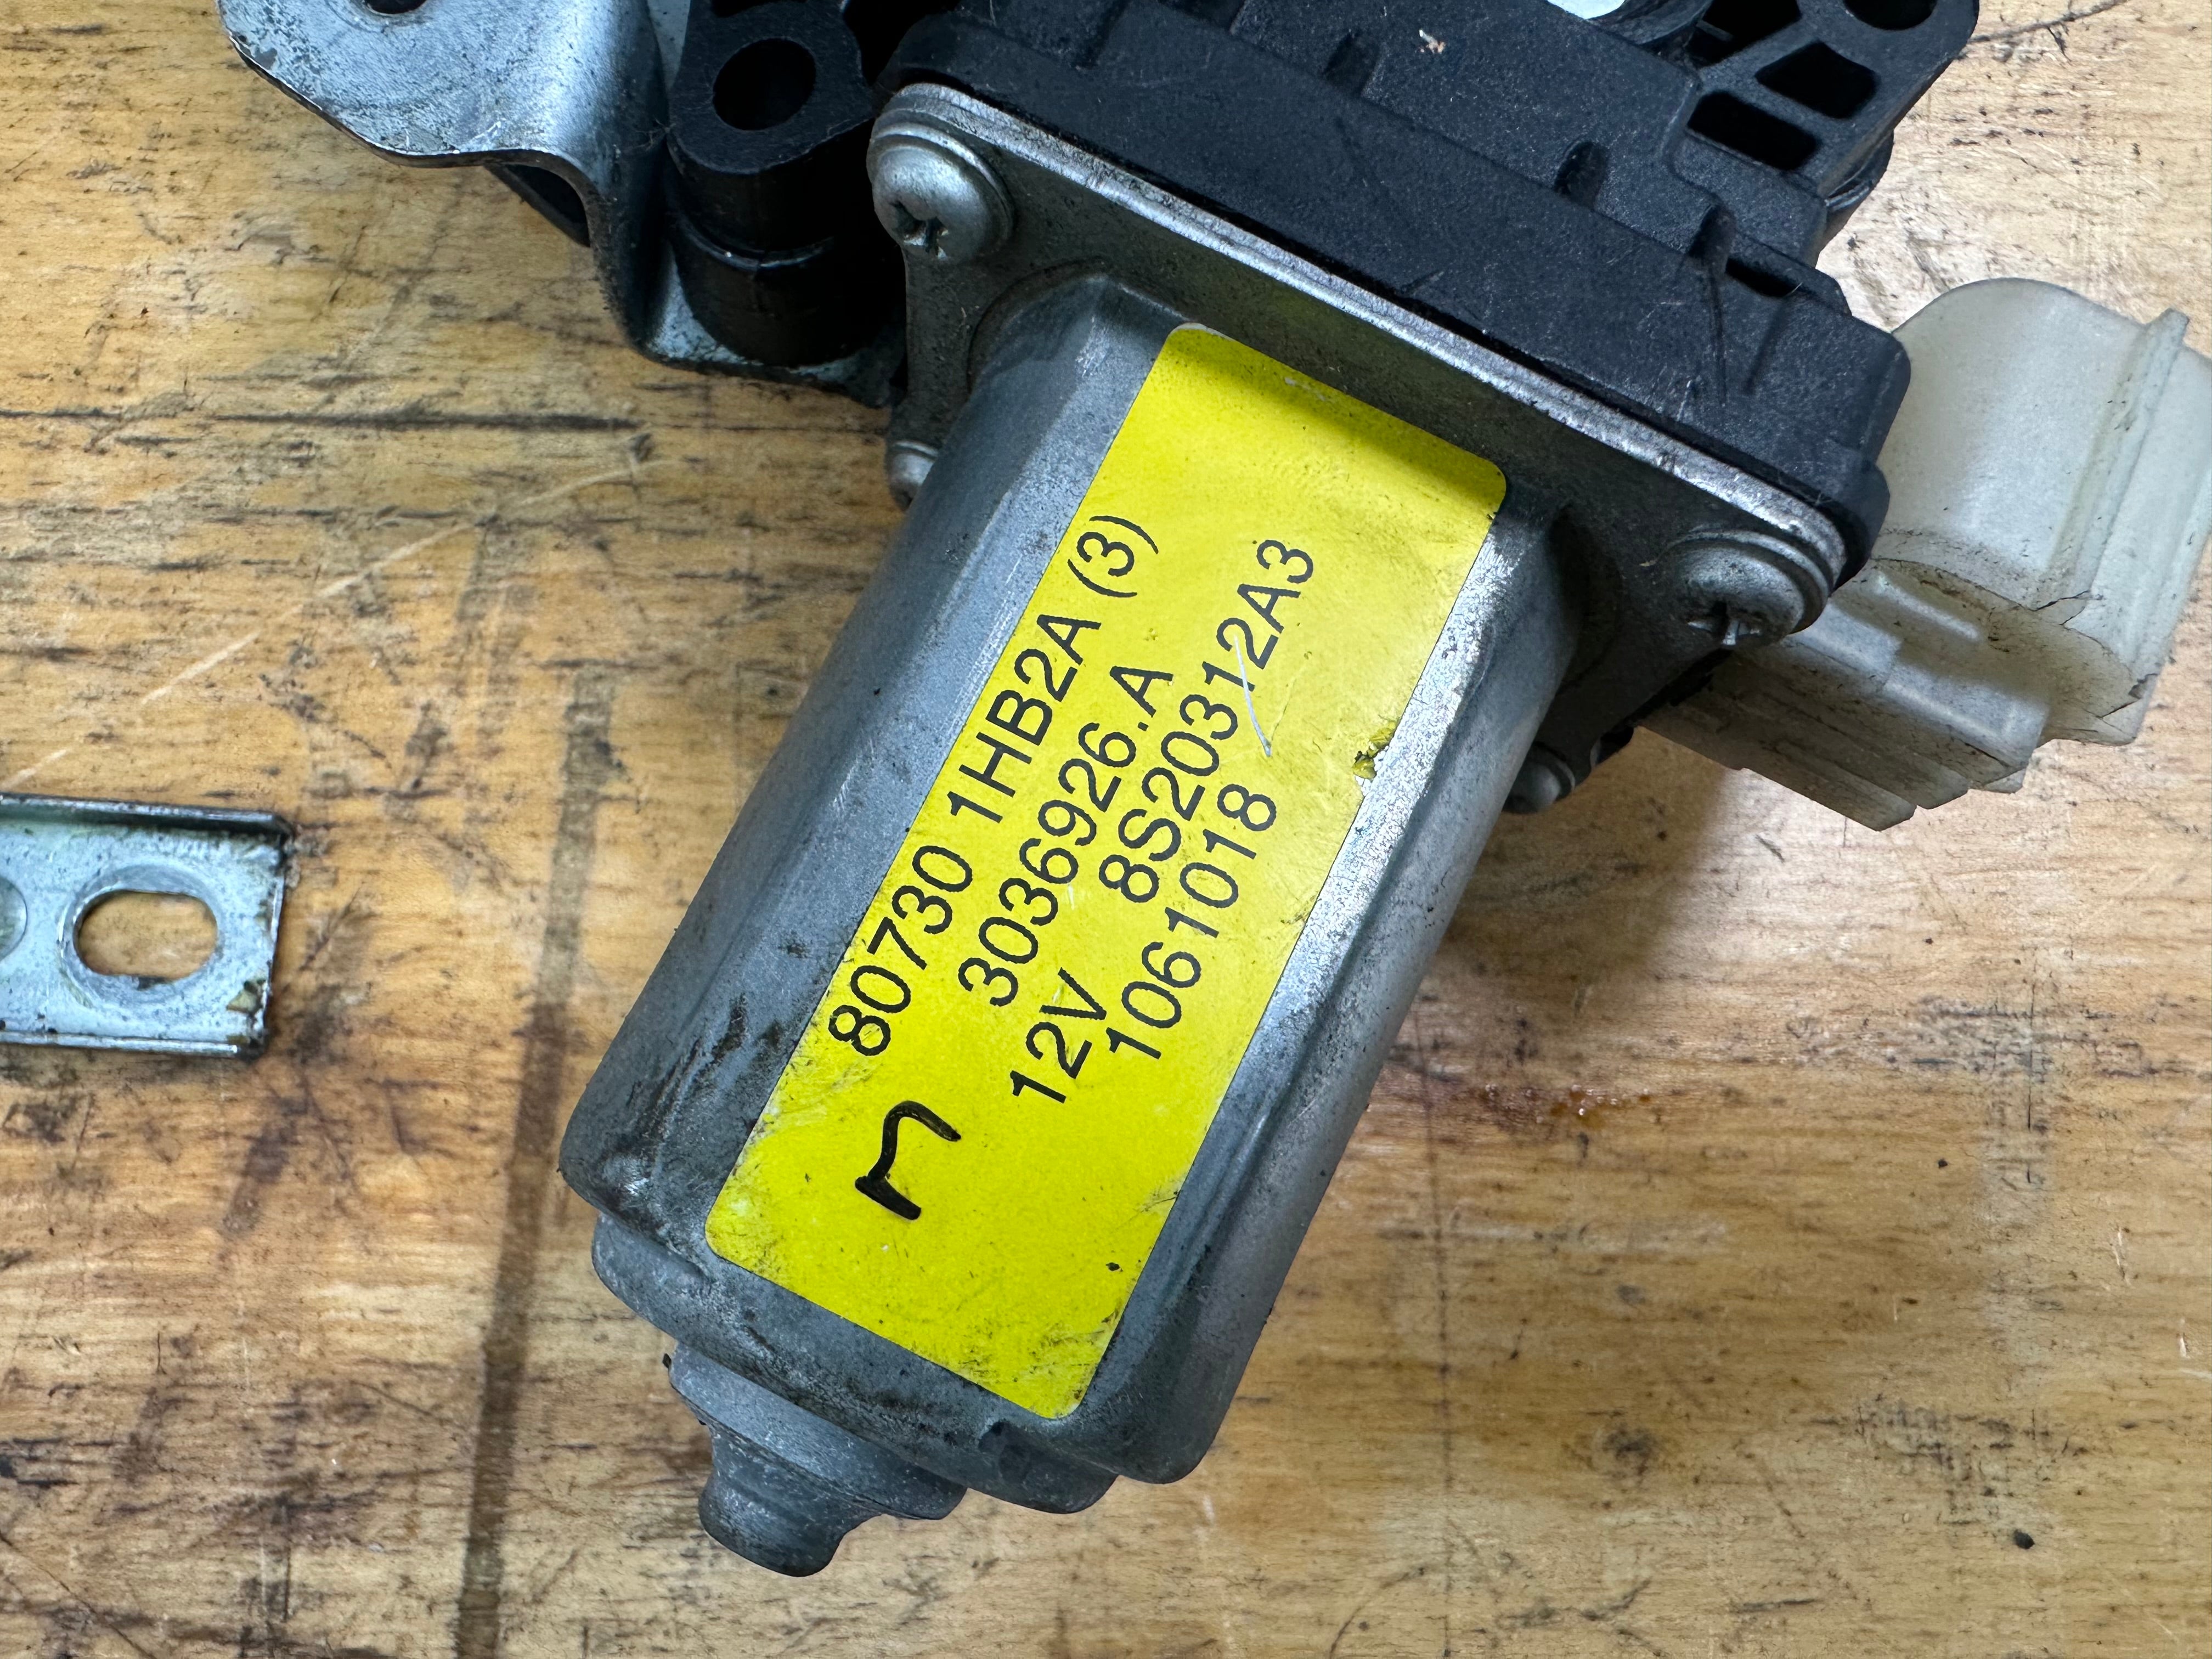 80730 1HB2A (3)
3036926.A
12V 8S20312A3
1061018